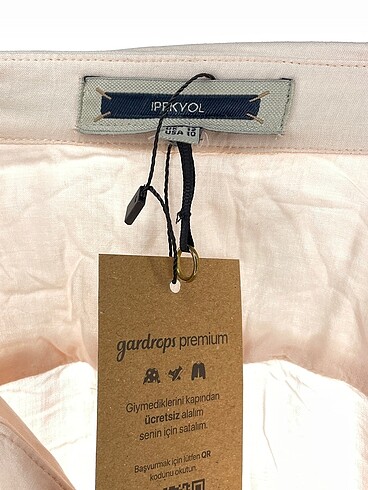 IPEKYOL
USA 10
gardrops premium
Giymediklerini kapından
ücretsiz alalım
senin için satalım.
Başvurmak için lütfen QR
kodunu okutun.